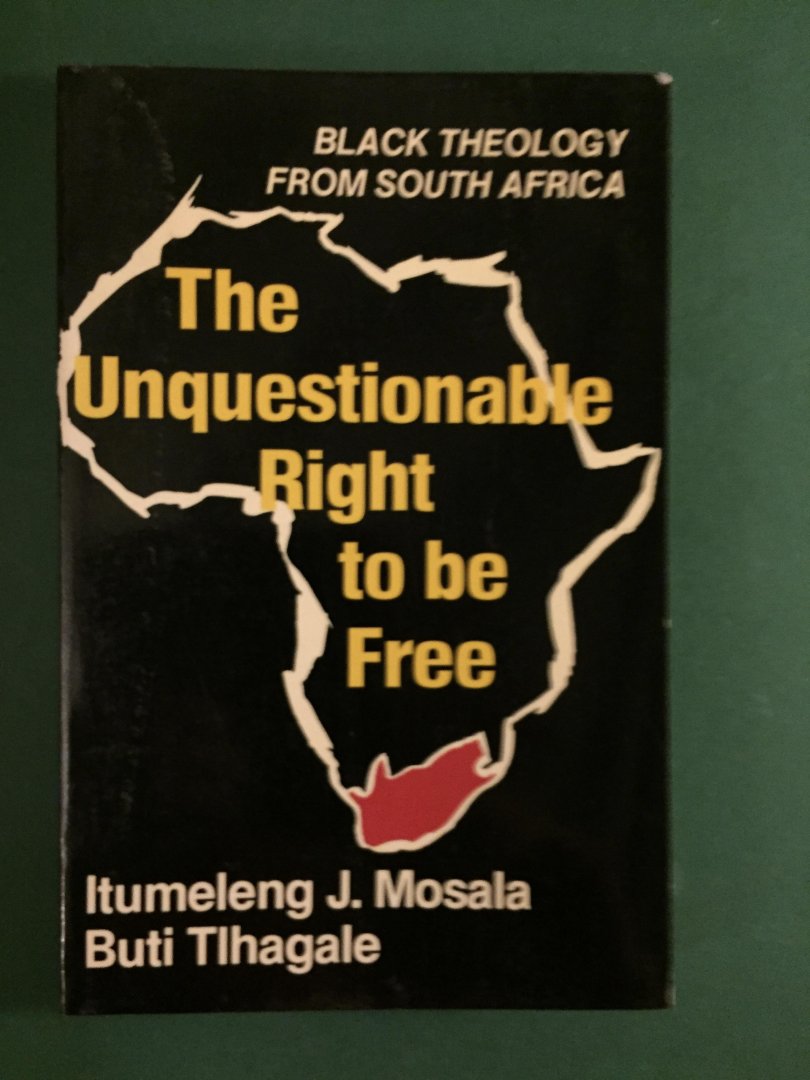 BLACK THEOLOGY
FROM SOUTH AFRICA
The
Unquestionable
Right
to be
Free
Itumeleng J. Mosala
Buti Tlhagale